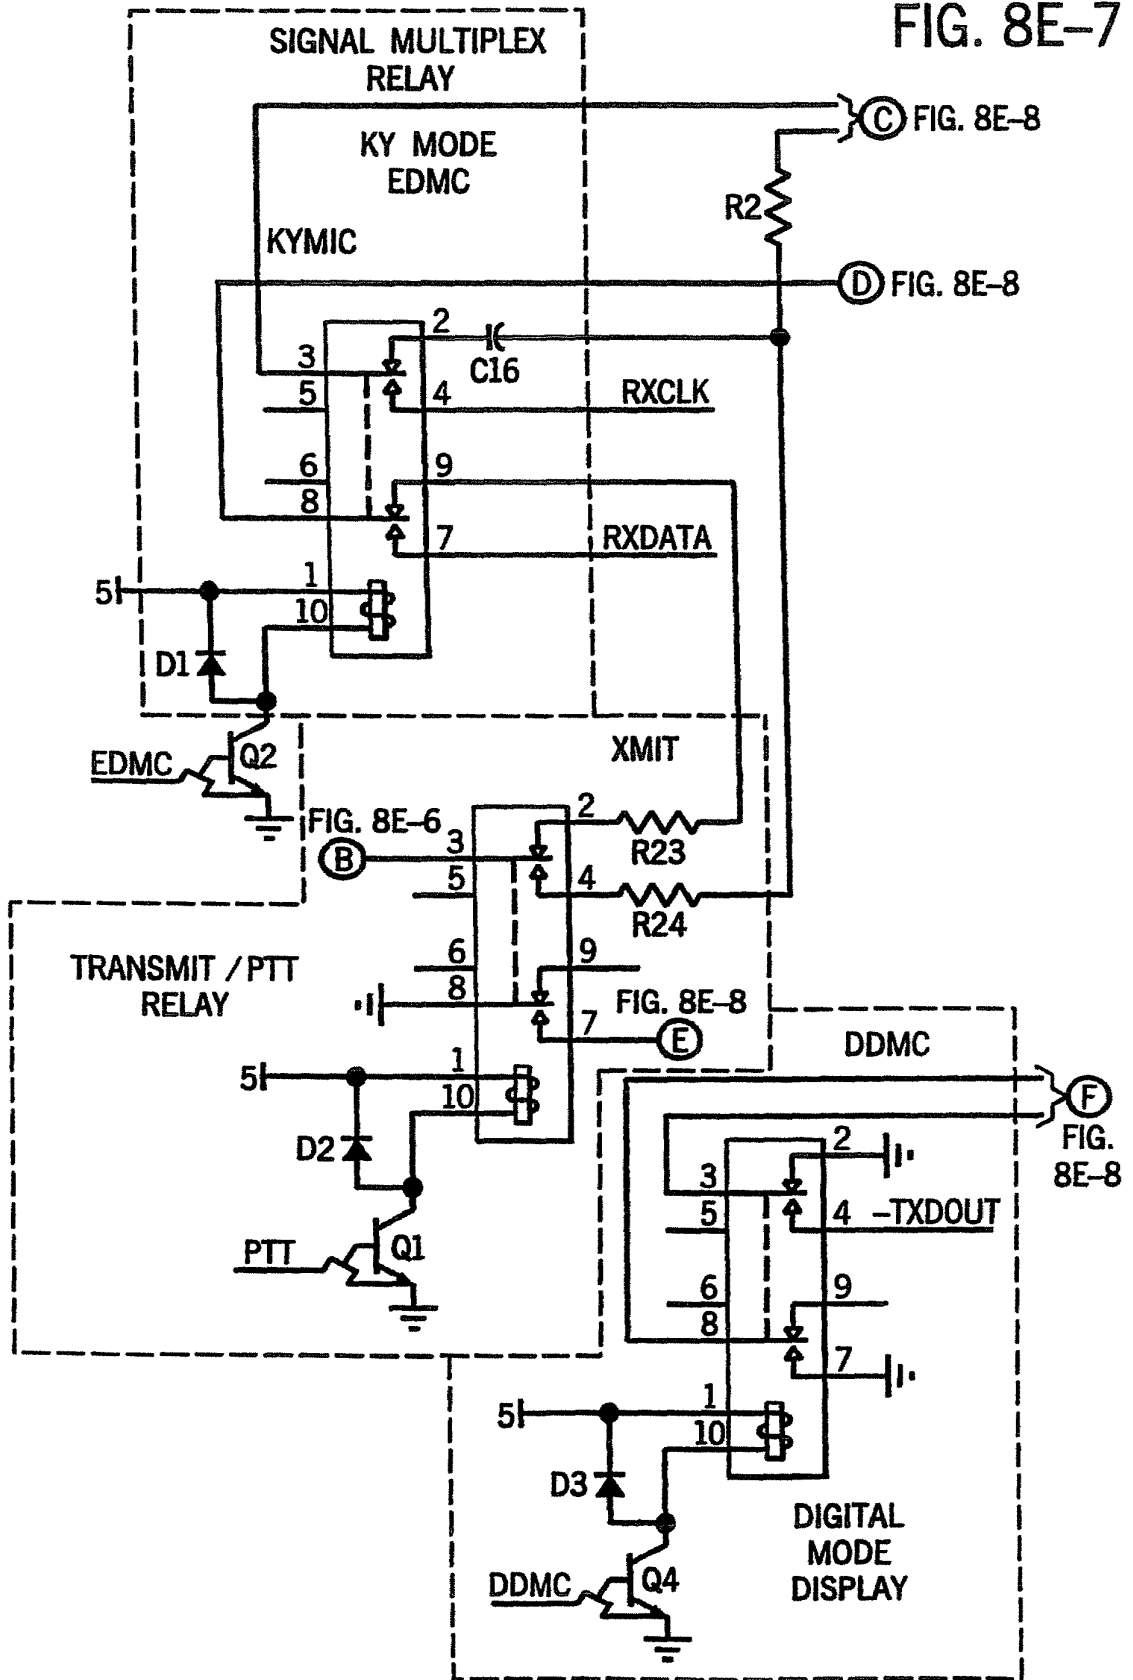 FIG. 8E–7
SIGNAL MULTIPLEX
RELAY
C FIG. 8E–8
KY MODE
EDMC
R2
KYMIC
D FIG. 8E–8
2
C16
3
5
4 RXCLK
6
9
8
7 RXDATA
5
1
10
D1
XMIT
EDMC
Q2
FIG. 8E–6
B
3
2
R23
5
4
R24
TRANSMIT / PTT
RELAY
6
9
8
FIG. 8E–8
7
E
5
1
10
D2
PTT
Q1
DDMC
F
FIG.
8E–8
2
3
5
4 –TXDOUT
6
9
8
7
5
1
10
D3
DIGITAL
MODE
DISPLAY
DDMC
Q4